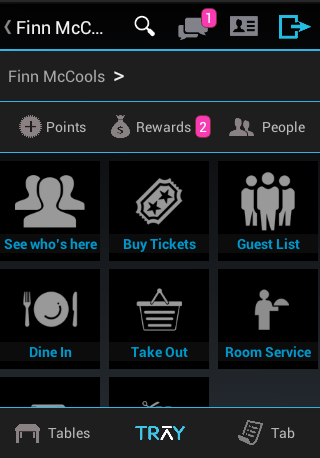 Finn McC...
1
Finn McCools >
Points
Rewards 2
People
See who's here
Buy Tickets
Guest List
Dine In
Take Out
Room Service
Tables
TRAY
Tab